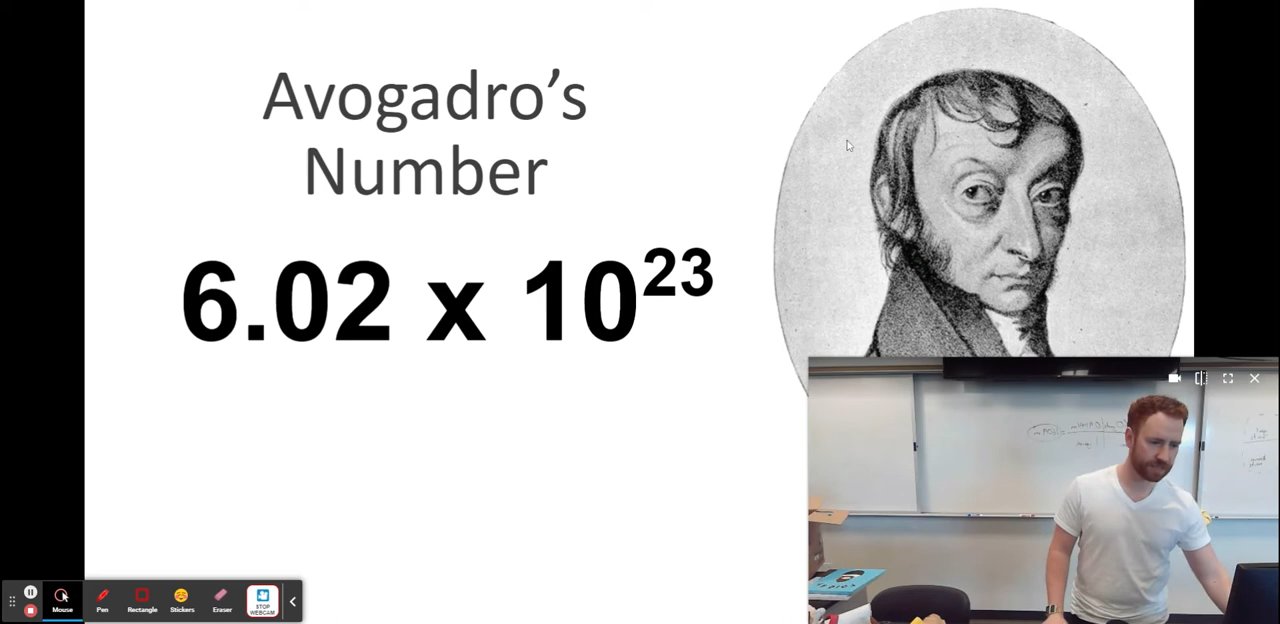 Avogadro's
Number
6.02 x 10²³
Mouse
Pen
Rectangle
Stickers
Eraser
STOP
WEBCAM